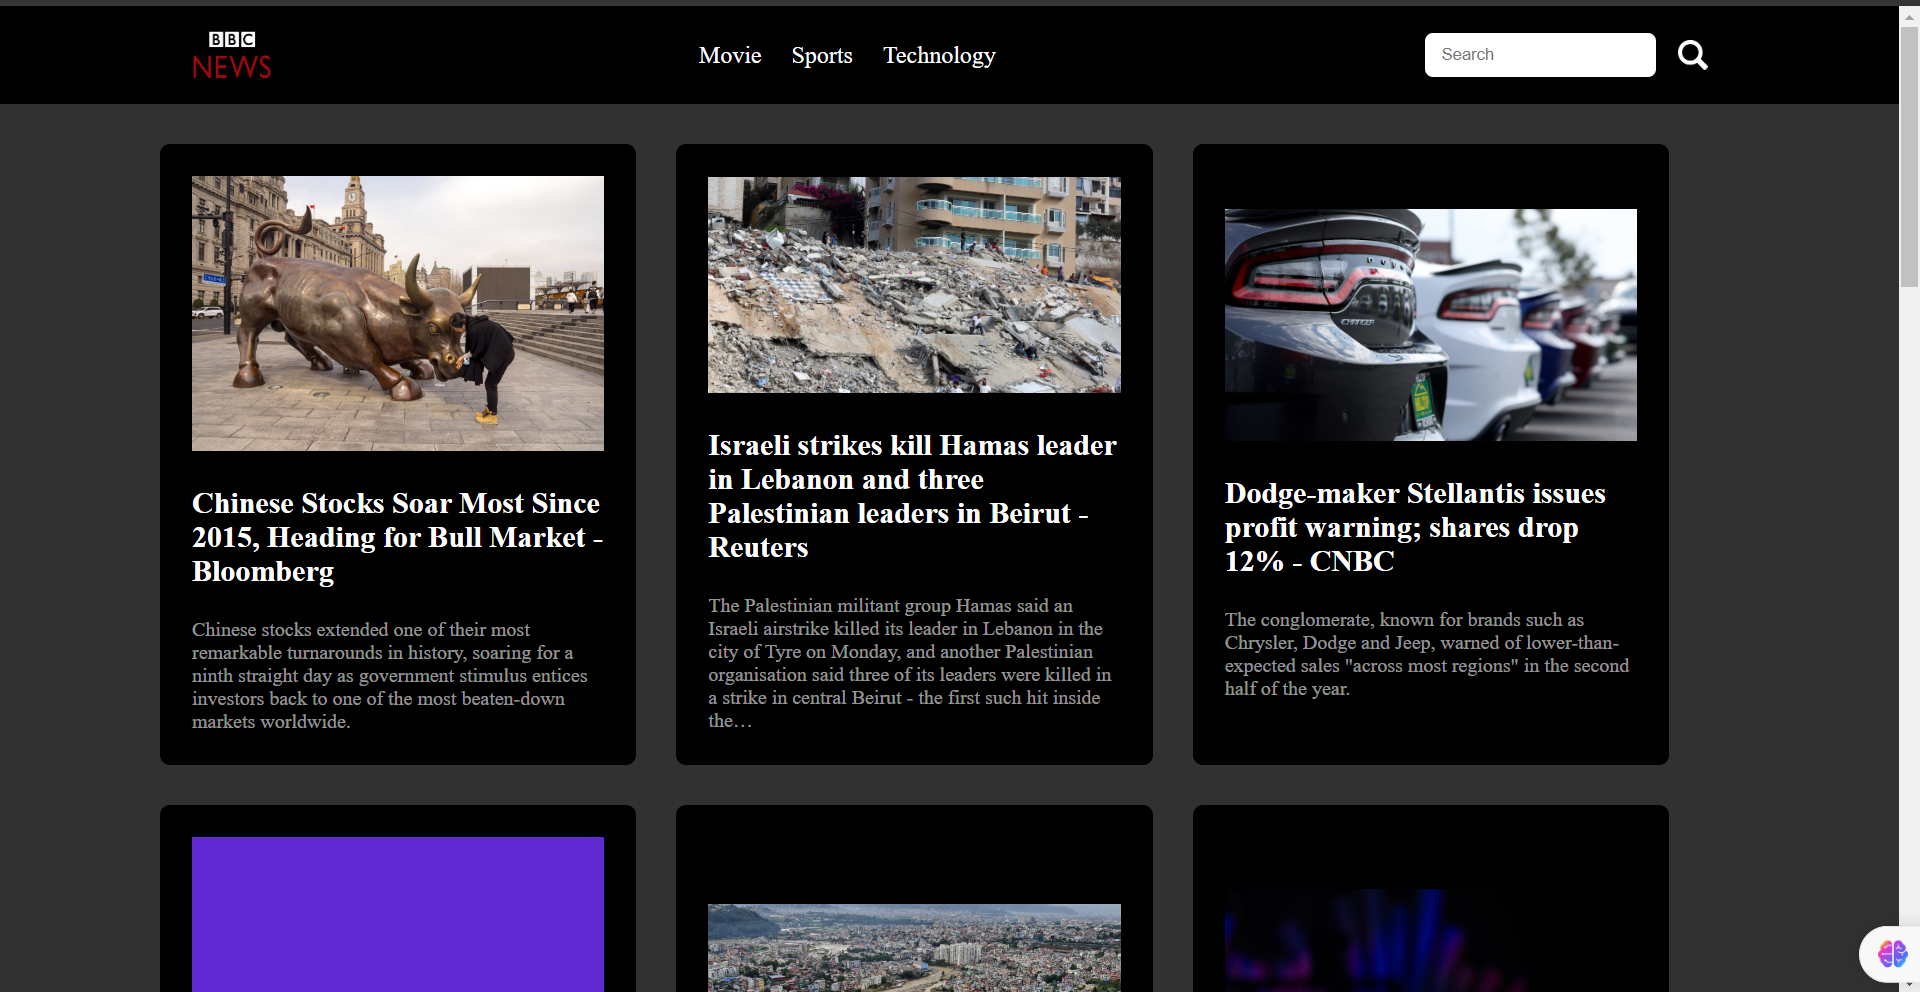 BBC
NEWS
Movie
Sports
Technology
Search
DODGE
CHARGER
Chinese Stocks Soar Most Since
2015, Heading for Bull Market -
Bloomberg
Chinese stocks extended one of their most
remarkable turnarounds in history, soaring for a
ninth straight day as government stimulus entices
investors back to one of the most beaten-down
markets worldwide.
Israeli strikes kill Hamas leader
in Lebanon and three
Palestinian leaders in Beirut -
Reuters
The Palestinian militant group Hamas said an
Israeli airstrike killed its leader in Lebanon in the
city of Tyre on Monday, and another Palestinian
organisation said three of its leaders were killed in
a strike in central Beirut - the first such hit inside
the…
Dodge-maker Stellantis issues
profit warning; shares drop
12% - CNBC
The conglomerate, known for brands such as
Chrysler, Dodge and Jeep, warned of lower-than-
expected sales "across most regions" in the second
half of the year.